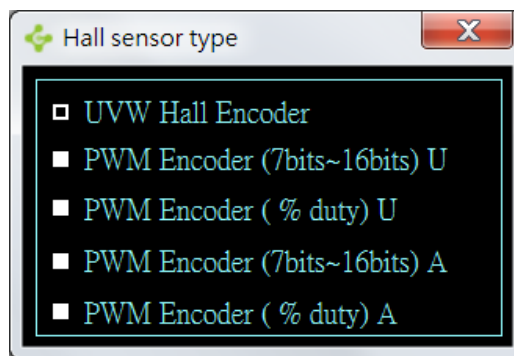 Hall sensor type
UVW Hall Encoder
PWM Encoder (7bits~16bits) U
PWM Encoder ( % duty) U
PWM Encoder (7bits~16bits) A
PWM Encoder ( % duty) A